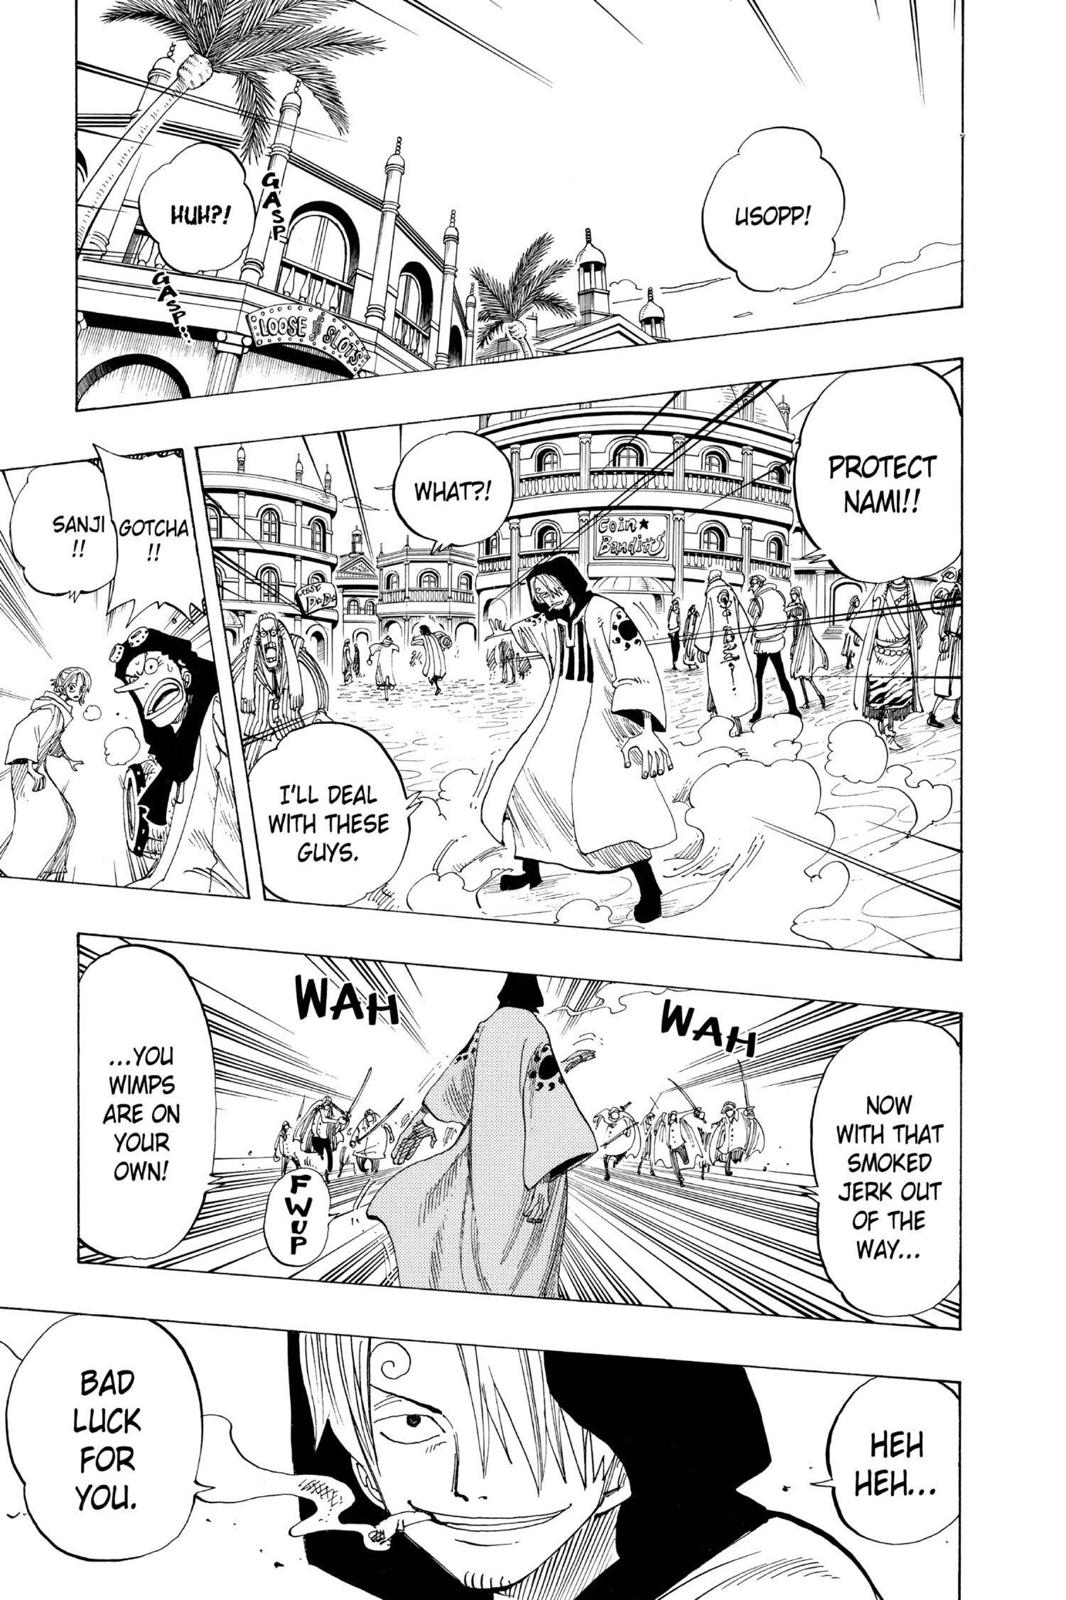 USOPP!
HUH?!
GASP
GASP...
LOOSE SLOTS
PROTECT
NAMI!!
WHAT?!
Coin★
Bandits
I'LL DEAL
WITH THESE
GUYS.
GOTCHA
!!
SANJI
!!
WAH
WAH
NOW
WITH THAT
SMOKED
JERK OUT
OF THE
WAY...
FWUP
...YOU
WIMPS
ARE ON
YOUR
OWN!
HEH
HEH...
BAD
LUCK
FOR
YOU.